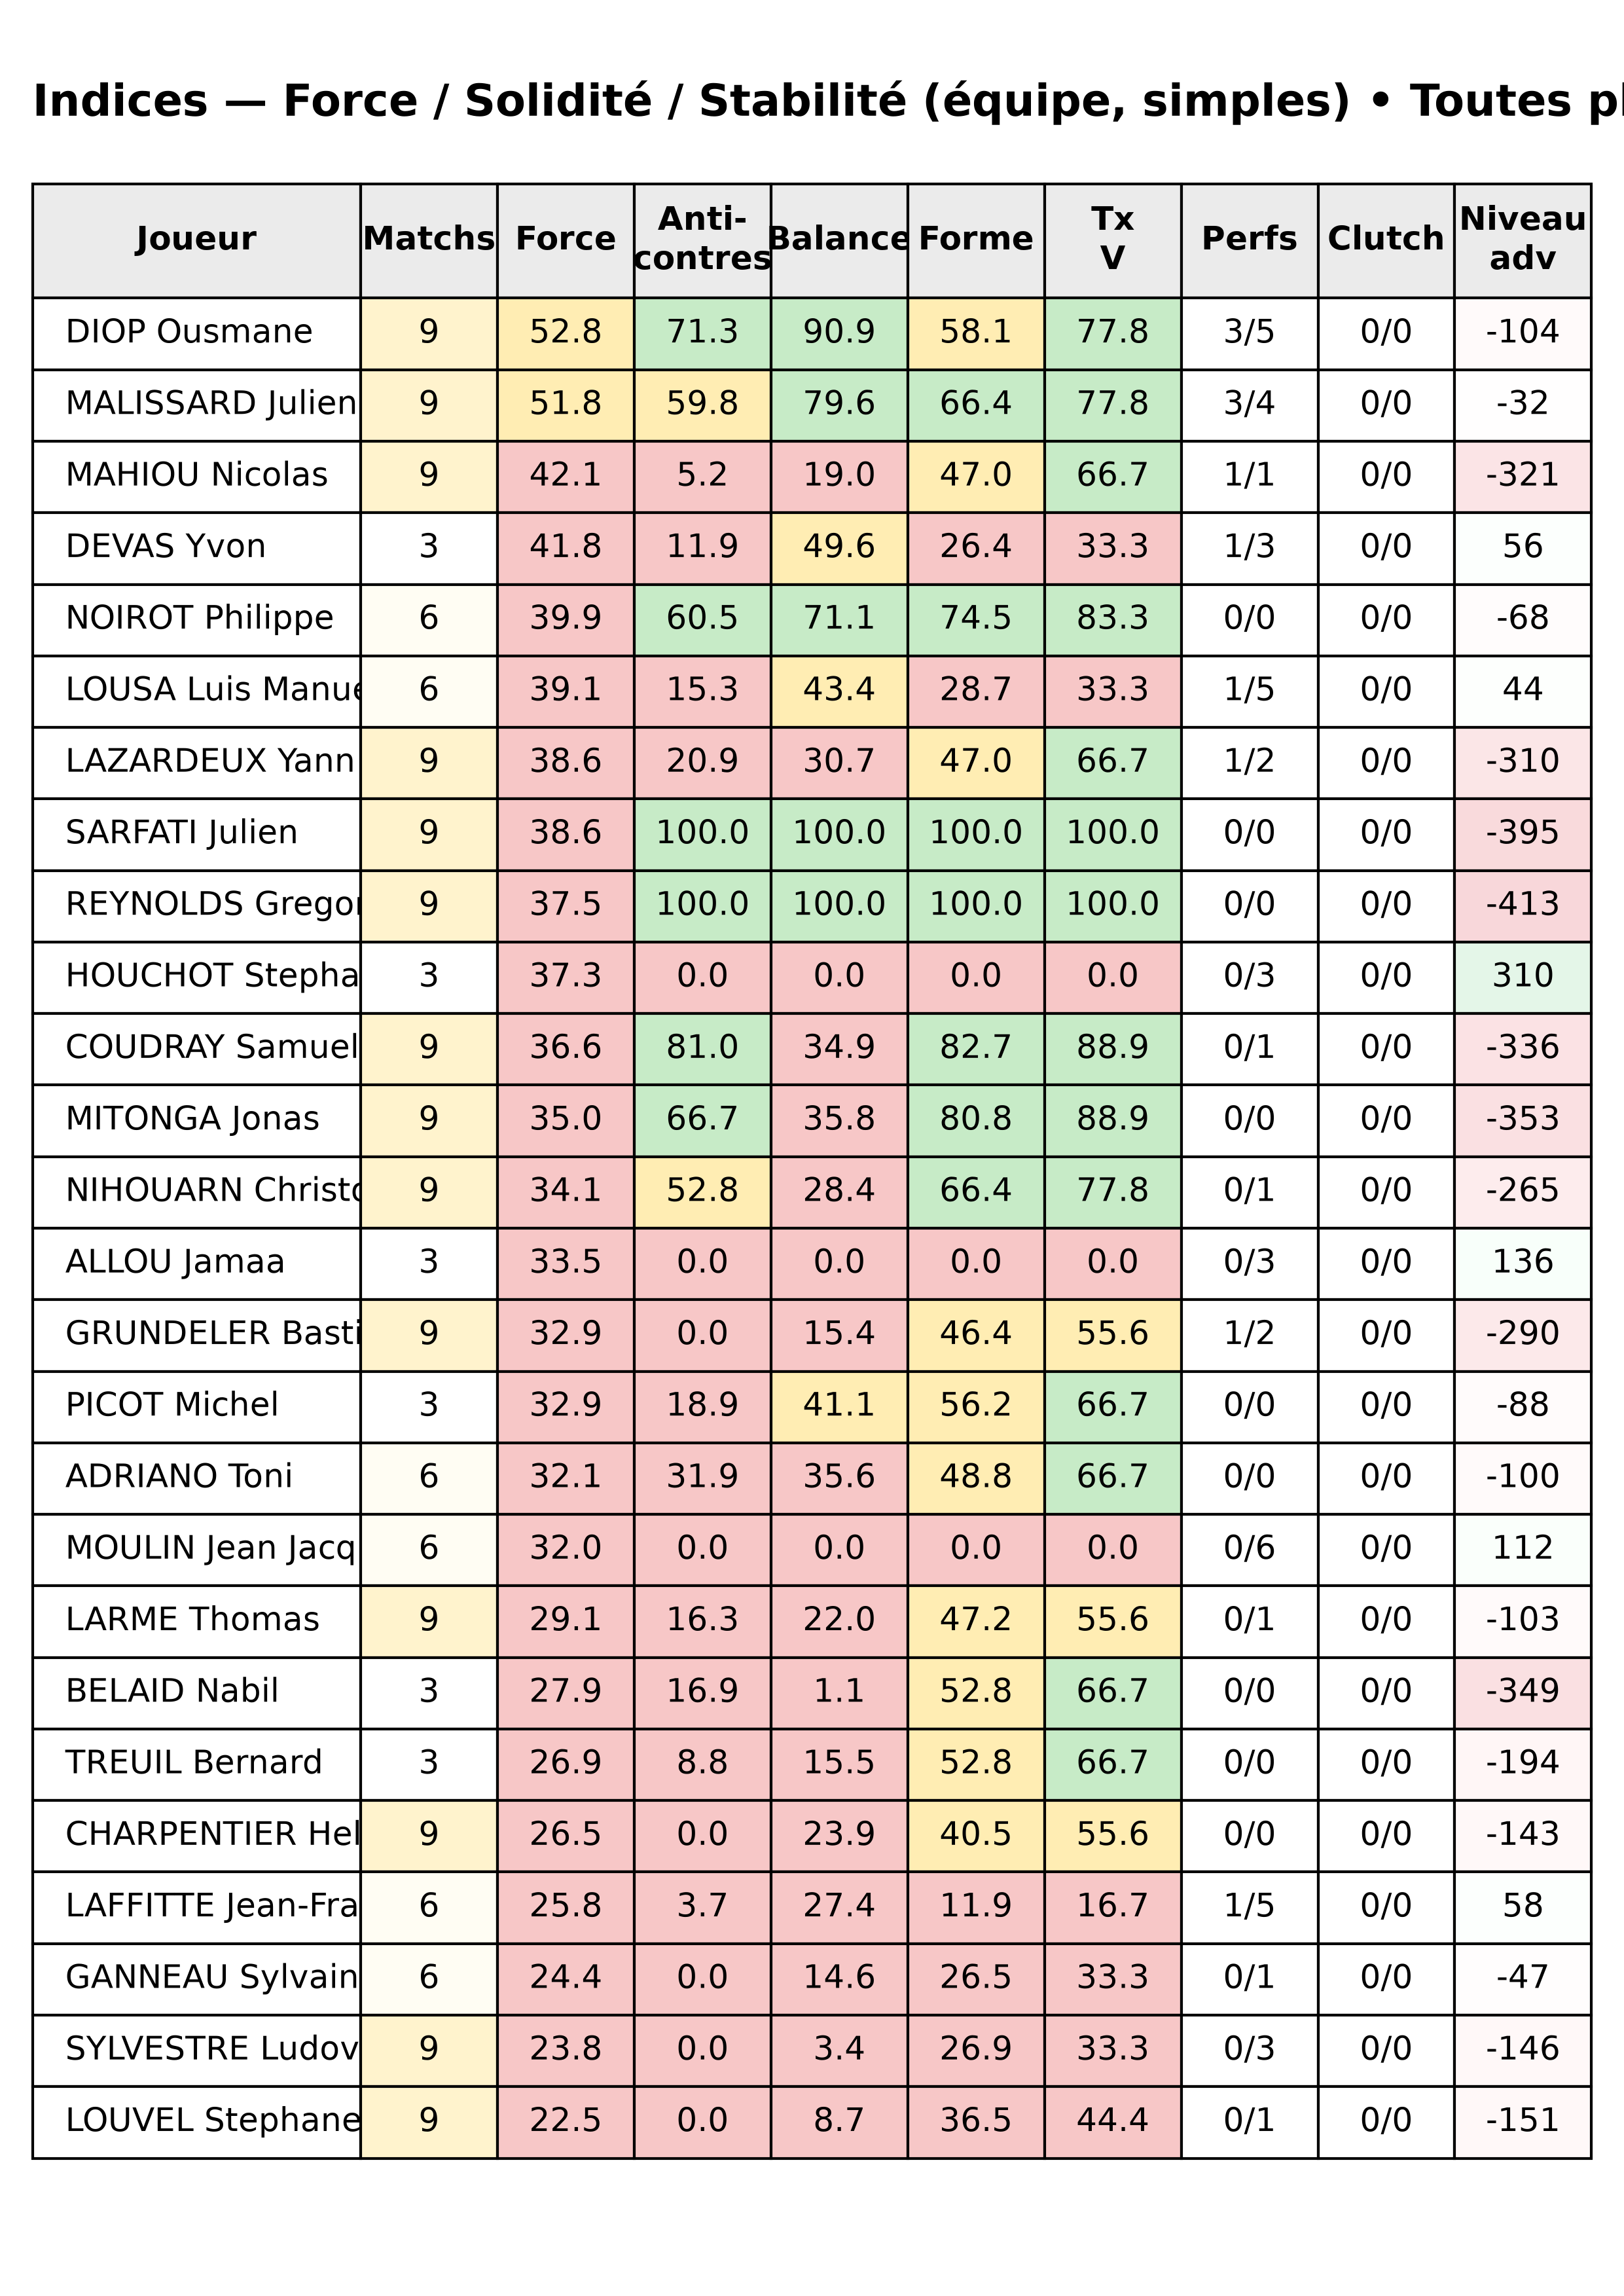 Indices — Force / Solidité / Stabilité (équipe, simples) • Toutes pl
Joueur Matchs Force Anti-contres Balance Forme Tx V Perfs Clutch Niveau adv
DIOP Ousmane 9 52.8 71.3 90.9 58.1 77.8 3/5 0/0 -104
MALISSARD Julien 9 51.8 59.8 79.6 66.4 77.8 3/4 0/0 -32
MAHIOU Nicolas 9 42.1 5.2 19.0 47.0 66.7 1/1 0/0 -321
DEVAS Yvon 3 41.8 11.9 49.6 26.4 33.3 1/3 0/0 56
NOIROT Philippe 6 39.9 60.5 71.1 74.5 83.3 0/0 0/0 -68
LOUSA Luis Manue 6 39.1 15.3 43.4 28.7 33.3 1/5 0/0 44
LAZARDEUX Yann 9 38.6 20.9 30.7 47.0 66.7 1/2 0/0 -310
SARFATI Julien 9 38.6 100.0 100.0 100.0 100.0 0/0 0/0 -395
REYNOLDS Gregor 9 37.5 100.0 100.0 100.0 100.0 0/0 0/0 -413
HOUCHOT Stepha 3 37.3 0.0 0.0 0.0 0.0 0/3 0/0 310
COUDRAY Samuel 9 36.6 81.0 34.9 82.7 88.9 0/1 0/0 -336
MITONGA Jonas 9 35.0 66.7 35.8 80.8 88.9 0/0 0/0 -353
NIHOUARN Christo 9 34.1 52.8 28.4 66.4 77.8 0/1 0/0 -265
ALLOU Jamaa 3 33.5 0.0 0.0 0.0 0.0 0/3 0/0 136
GRUNDELER Basti 9 32.9 0.0 15.4 46.4 55.6 1/2 0/0 -290
PICOT Michel 3 32.9 18.9 41.1 56.2 66.7 0/0 0/0 -88
ADRIANO Toni 6 32.1 31.9 35.6 48.8 66.7 0/0 0/0 -100
MOULIN Jean Jacq 6 32.0 0.0 0.0 0.0 0.0 0/6 0/0 112
LARME Thomas 9 29.1 16.3 22.0 47.2 55.6 0/1 0/0 -103
BELAID Nabil 3 27.9 16.9 1.1 52.8 66.7 0/0 0/0 -349
TREUIL Bernard 3 26.9 8.8 15.5 52.8 66.7 0/0 0/0 -194
CHARPENTIER Hel 9 26.5 0.0 23.9 40.5 55.6 0/0 0/0 -143
LAFFITTE Jean-Fra 6 25.8 3.7 27.4 11.9 16.7 1/5 0/0 58
GANNEAU Sylvain 6 24.4 0.0 14.6 26.5 33.3 0/1 0/0 -47
SYLVESTRE Ludov 9 23.8 0.0 3.4 26.9 33.3 0/3 0/0 -146
LOUVEL Stephane 9 22.5 0.0 8.7 36.5 44.4 0/1 0/0 -151